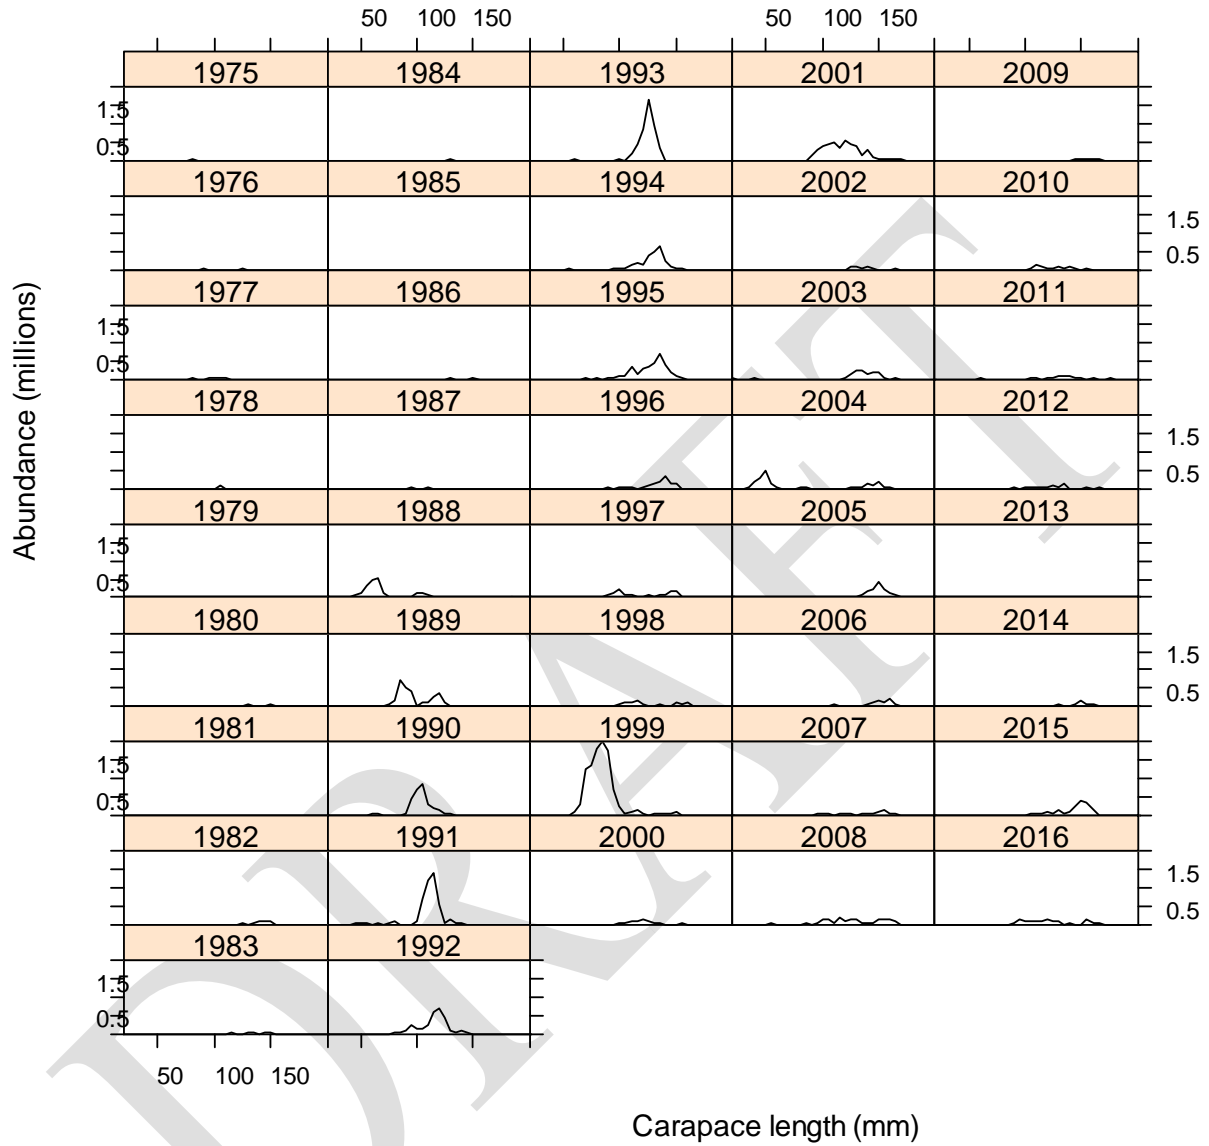 50 100 150 50 100 150
1975 1984 1993 2001 2009
1.5
0.5
1976 1985 1994 2002 2010
1.5
0.5
1977 1986 1995 2003 2011
1.5
0.5
1978 1987 1996 2004 2012
1.5
0.5
1979 1988 1997 2005 2013
1.5
0.5
1980 1989 1998 2006 2014
1.5
0.5
1981 1990 1999 2007 2015
1.5
0.5
1982 1991 2000 2008 2016
1.5
0.5
1983 1992
1.5
0.5
50 100 150
Abundance (millions)
Carapace length (mm)
DRAFT